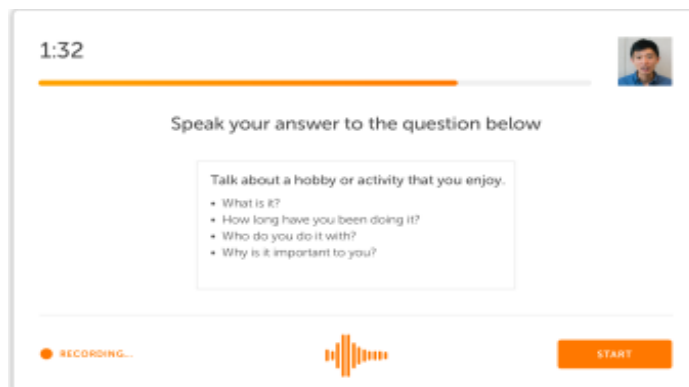 1:32
Speak your answer to the question below
Talk about a hobby or activity that you enjoy.
• What is it?
• How long have you been doing it?
• Who do you do it with?
• Why is it important to you?
RECORDING...
START